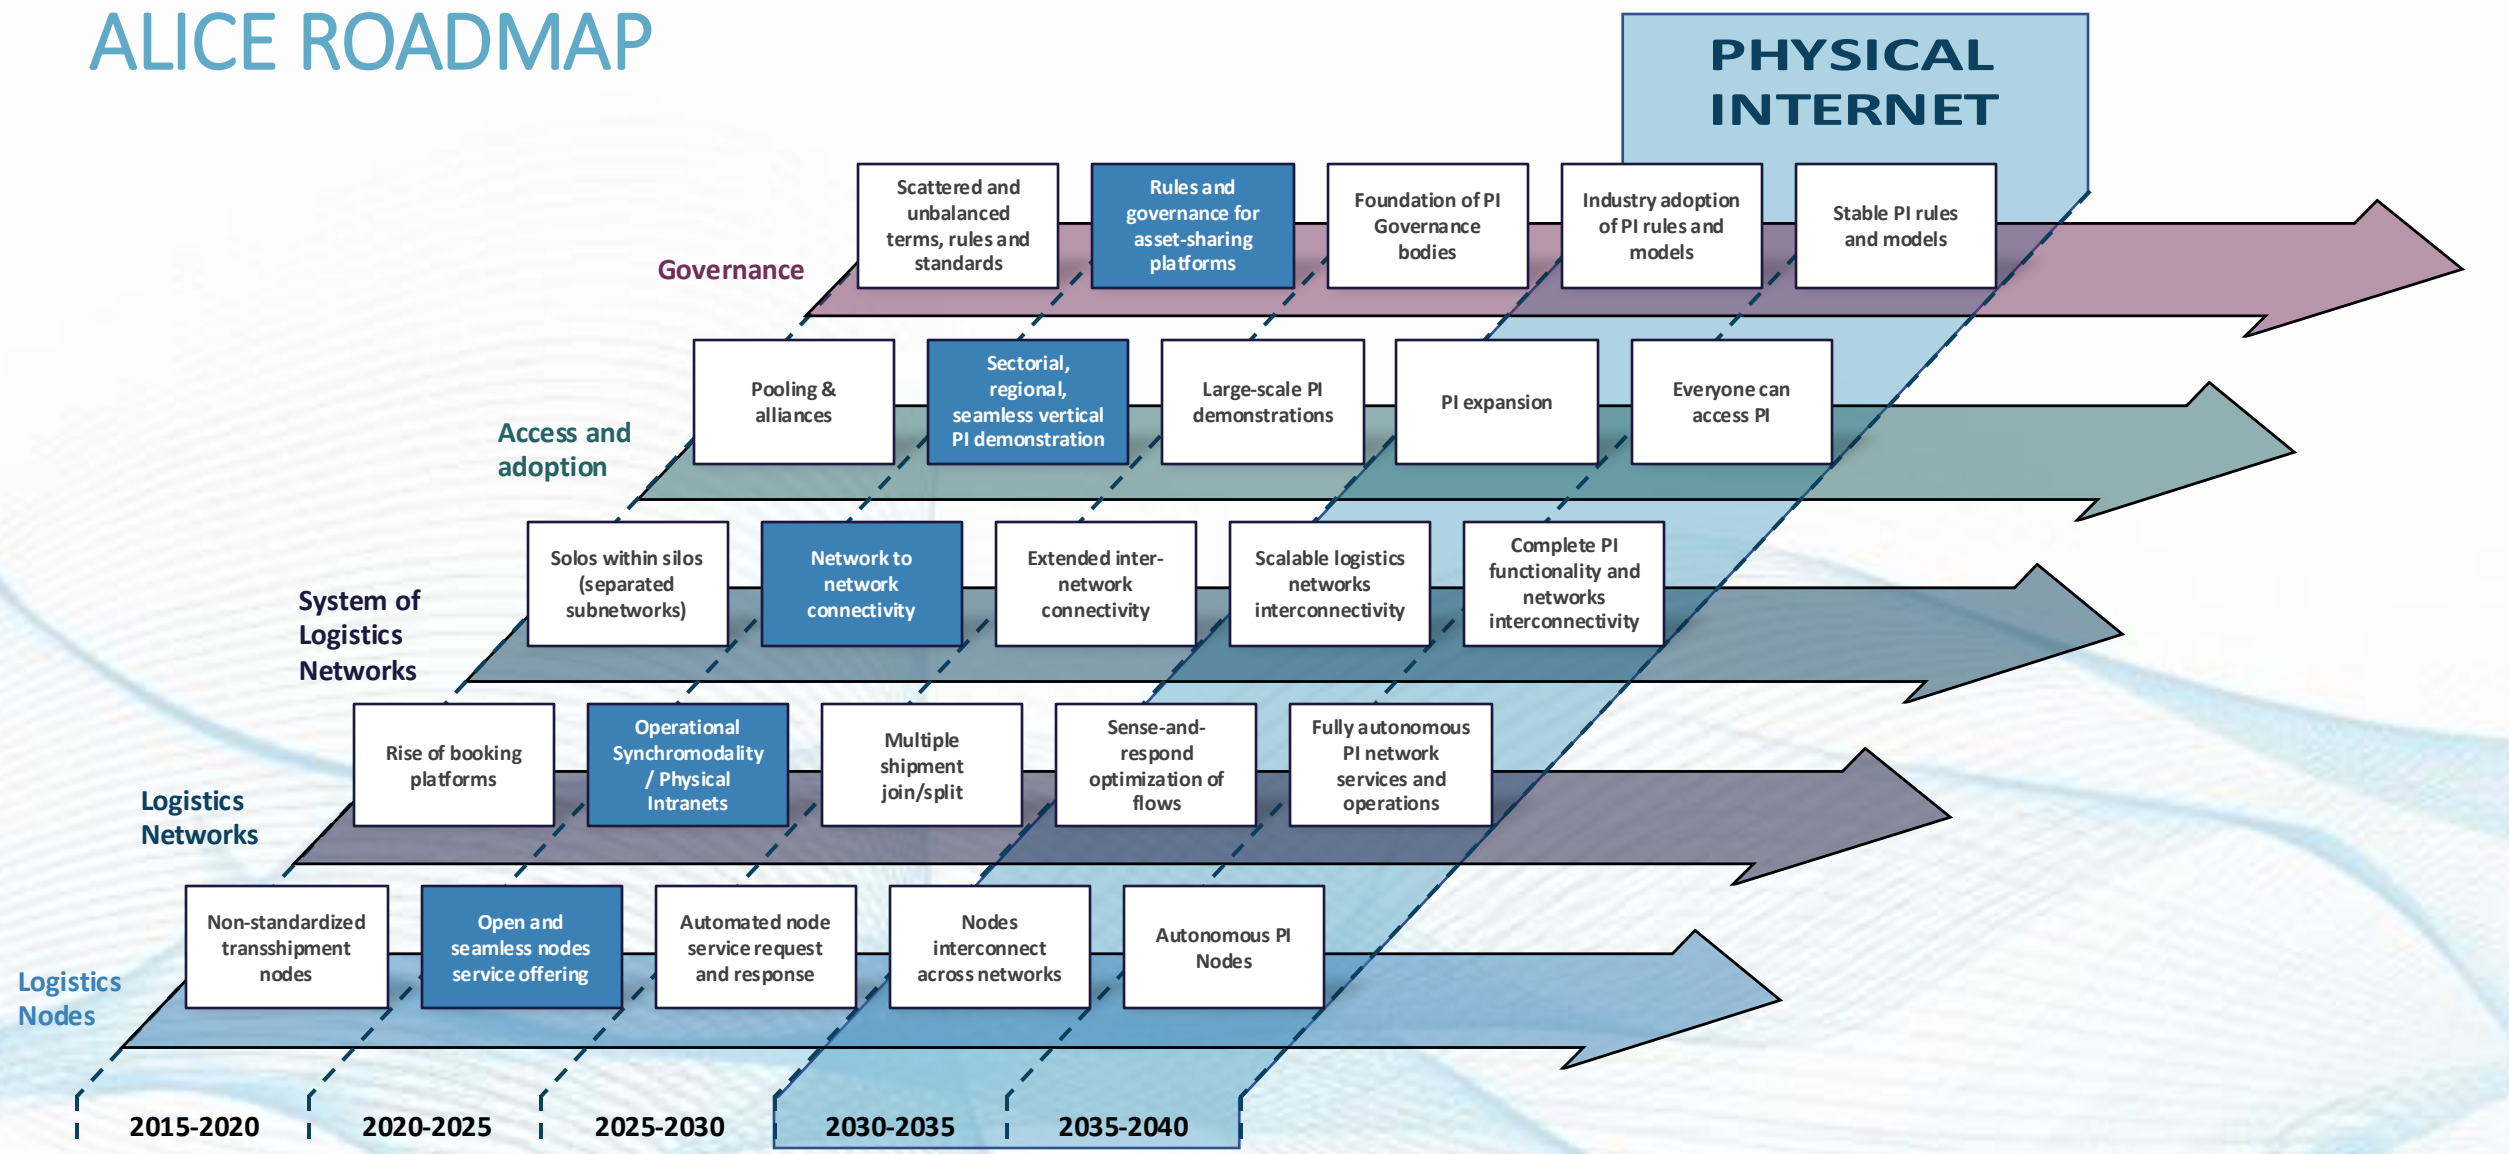 ALICE ROADMAP
PHYSICAL
INTERNET
Governance
Scattered and
unbalanced
terms, rules and
standards
Rules and
governance for
asset-sharing
platforms
Foundation of PI
Governance
bodies
Industry adoption
of PI rules and
models
Stable PI rules
and models
Access and
adoption
Pooling &
alliances
Sectorial,
regional,
seamless vertical
PI demonstration
Large-scale PI
demonstrations
PI expansion
Everyone can
access PI
System of
Logistics
Networks
Solos within silos
(separated
subnetworks)
Network to
network
connectivity
Extended inter-
network
connectivity
Scalable logistics
networks
interconnectivity
Complete PI
functionality and
networks
interconnectivity
Logistics
Networks
Rise of booking
platforms
Operational
Synchromodality
/ Physical
Intranets
Multiple
shipment
join/split
Sense-and-
respond
optimization of
flows
Fully autonomous
PI network
services and
operations
Logistics
Nodes
Non-standardized
transshipment
nodes
Open and
seamless nodes
service offering
Automated node
service request
and response
Nodes
interconnect
across networks
Autonomous PI
Nodes
2015-2020
2020-2025
2025-2030
2030-2035
2035-2040